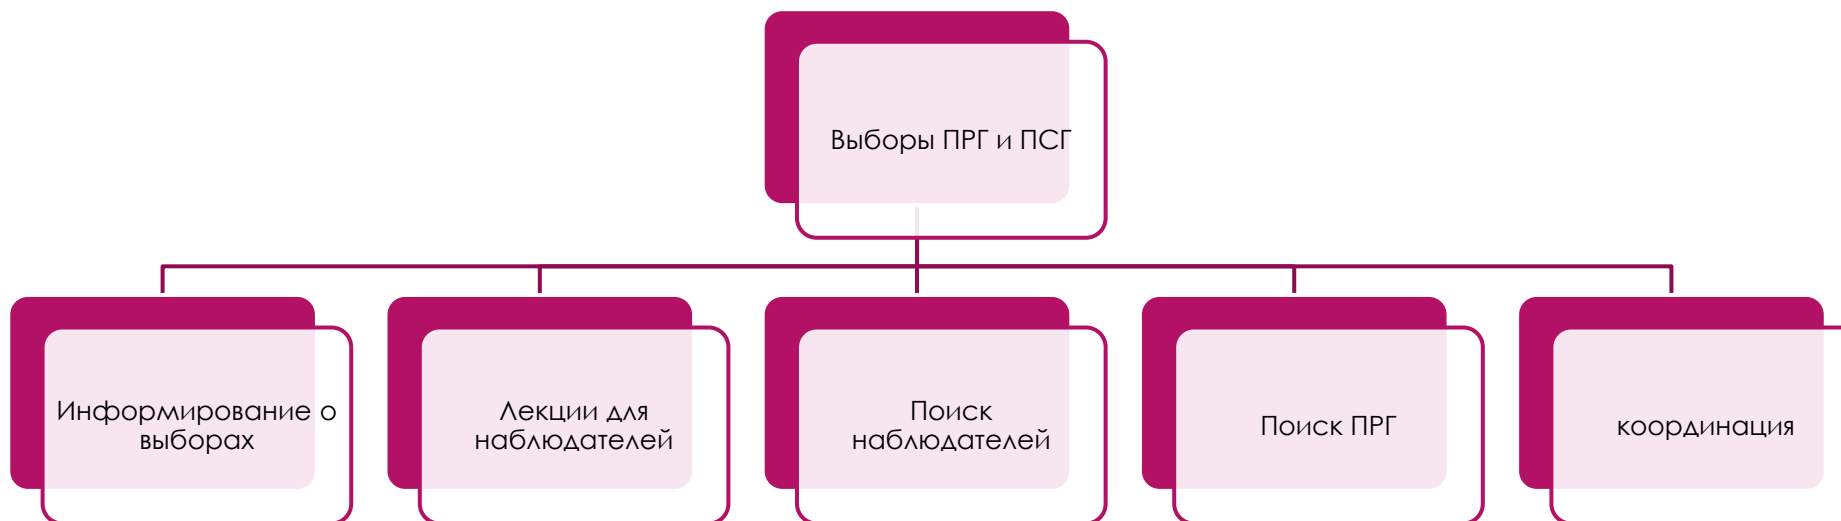 Выборы ПРГ и ПСГ
Информирование о
выборах
Лекции для
наблюдателей
Поиск
наблюдателей
Поиск ПРГ
координация